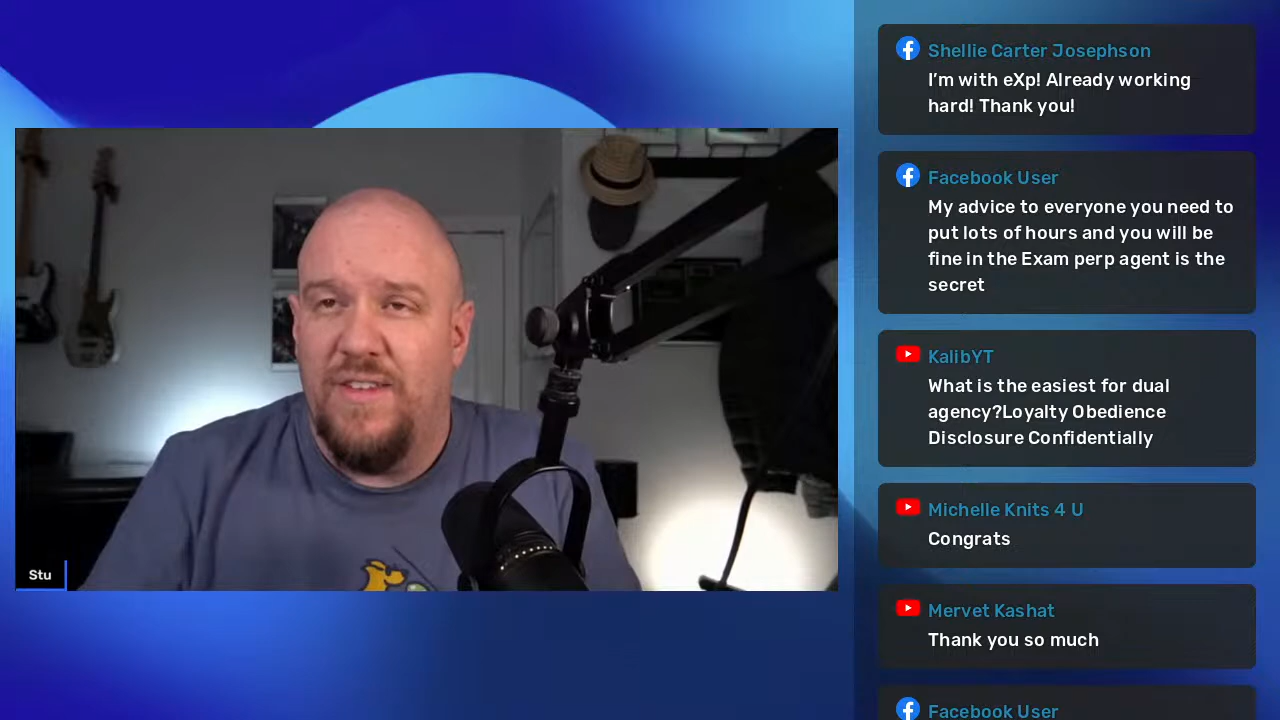 Shellie Carter Josephson
I’m with eXp! Already working
hard! Thank you!
Facebook User
My advice to everyone you need to
put lots of hours and you will be
fine in the Exam perp agent is the
secret
KalibYT
What is the easiest for dual
agency?Loyalty Obedience
Disclosure Confidentially
Michelle Knits 4 U
Congrats
Mervet Kashat
Thank you so much
Facebook User
Stu